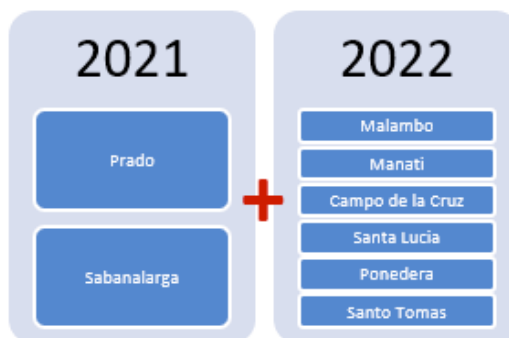 2021
Prado
Sabanalarga
+
2022
Malambo
Manati
Campo de la Cruz
Santa Lucia
Ponedera
Santo Tomas